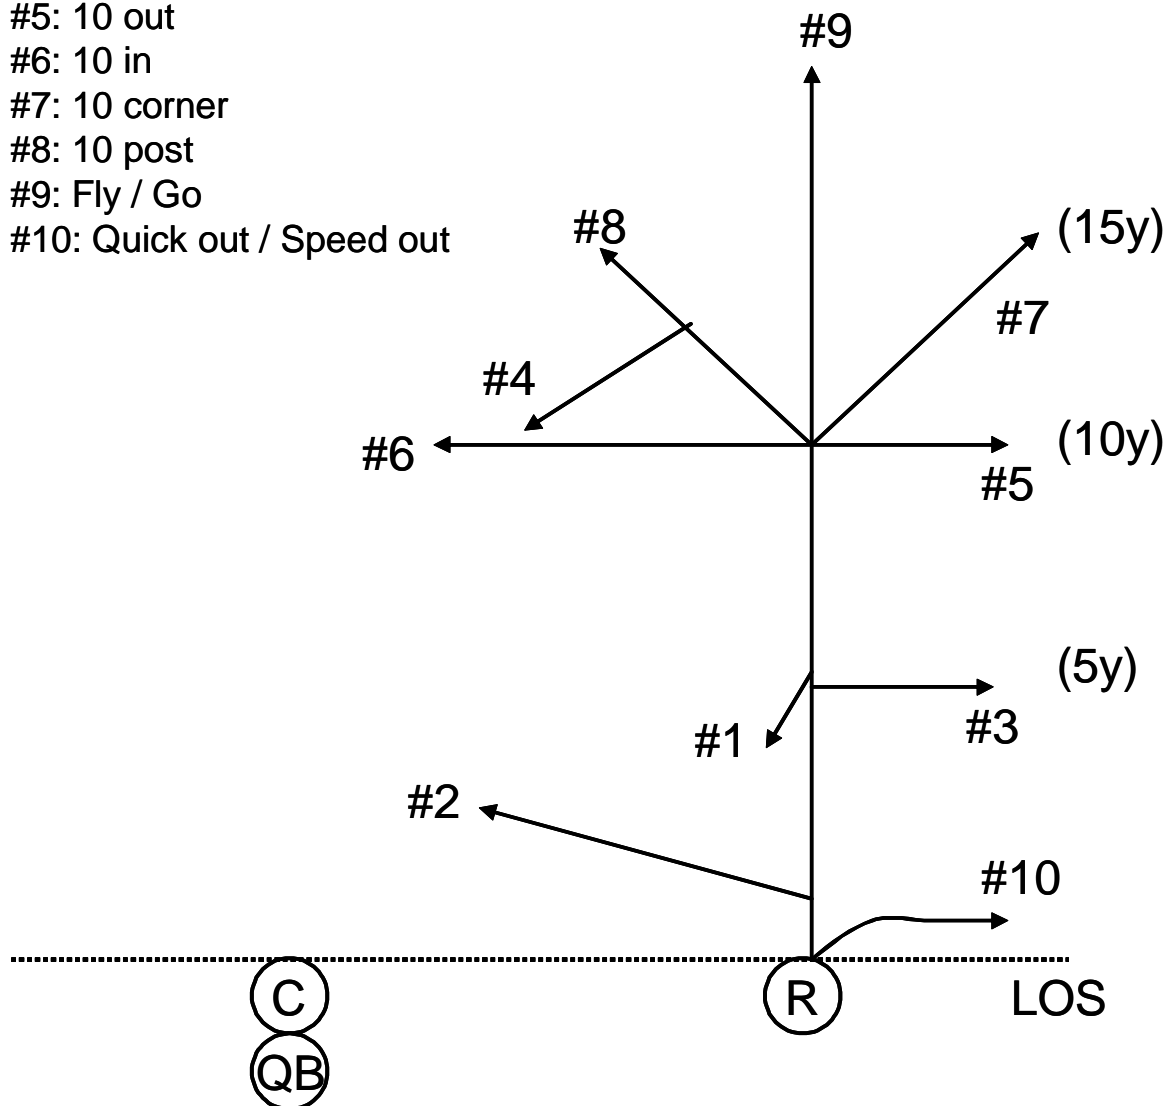 #5: 10 out
#6: 10 in
#7: 10 corner
#8: 10 post
#9: Fly / Go
#10: Quick out / Speed out
#9
#8
(15y)
#7
#4
#6
(10y)
#5
(5y)
#1
#3
#2
#10
C
R
LOS
QB